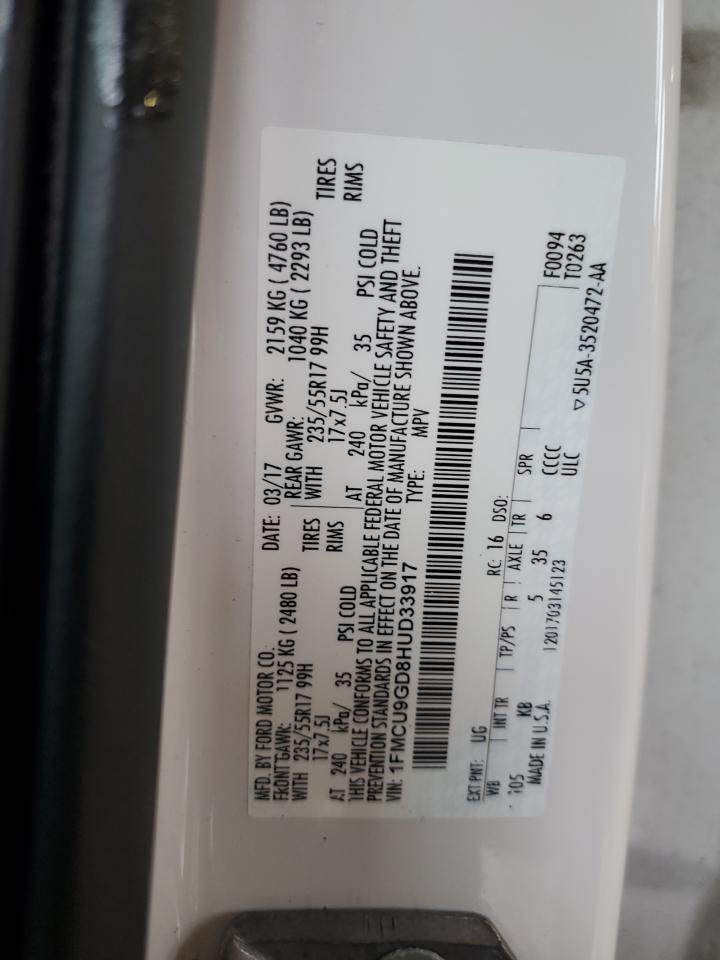 MFD. BY FORD MOTOR CO.
DATE: 03/17 GVWR: 2159 KG ( 4760 LB)
FRONT GAWR: 1125 KG ( 2480 LB) REAR GAWR: 1040 KG ( 2293 LB)
WITH 235/55R17 99H TIRES WITH 235/55R17 99H TIRES
17x7.5J RIMS 17x7.5J RIMS
AT 240 kPa/ 35 PSI COLD AT 240 kPa/ 35 PSI COLD
THIS VEHICLE CONFORMS TO ALL APPLICABLE FEDERAL MOTOR VEHICLE SAFETY AND THEFT
PREVENTION STANDARDS IN EFFECT ON THE DATE OF MANUFACTURE SHOWN ABOVE.
VIN: 1FMCU9GD8HUD33917 TYPE: MPV
EXT PNT: UG RC: 16 DSO: F0094
WB INT TR TP/PS R AXLE TR SPR T0263
105 KB 5 35 6 CCCC
MADE IN U.S.A. 1201703145123 ULC ▽5U5A-3520472-AA